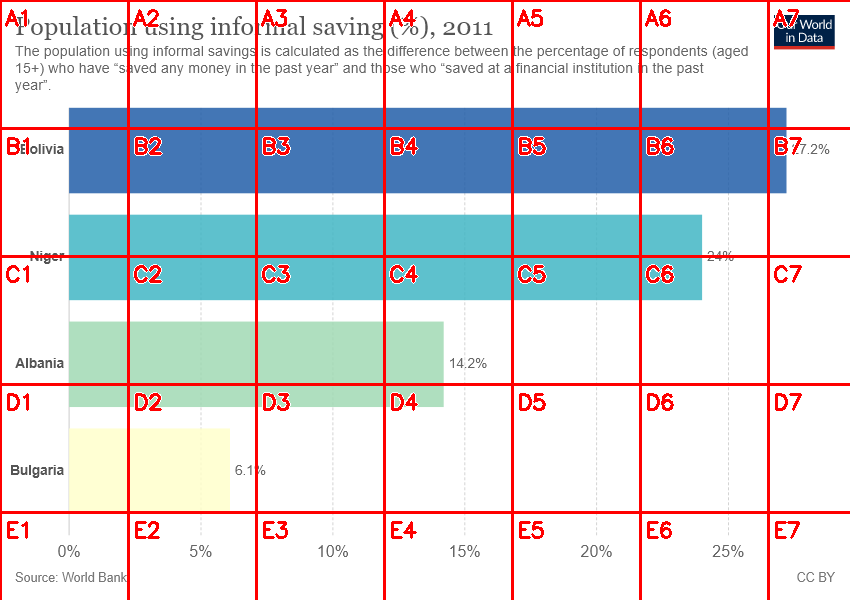 Population using informal saving (%), 2011
Our World
in Data
The population using informal savings is calculated as the difference between the percentage of respondents (aged
15+) who have “saved any money in the past year” and those who “saved at a financial institution in the past
year”.
A1 A2 A3 A4 A5 A6 A7
B1 B2 B3 B4 B5 B6 B7
Bolivia 27.2%
Niger 24%
C1 C2 C3 C4 C5 C6 C7
Albania 14.2%
D1 D2 D3 D4 D5 D6 D7
Bulgaria 6.1%
E1 E2 E3 E4 E5 E6 E7
0% 5% 10% 15% 20% 25%
Source: World Bank CC BY